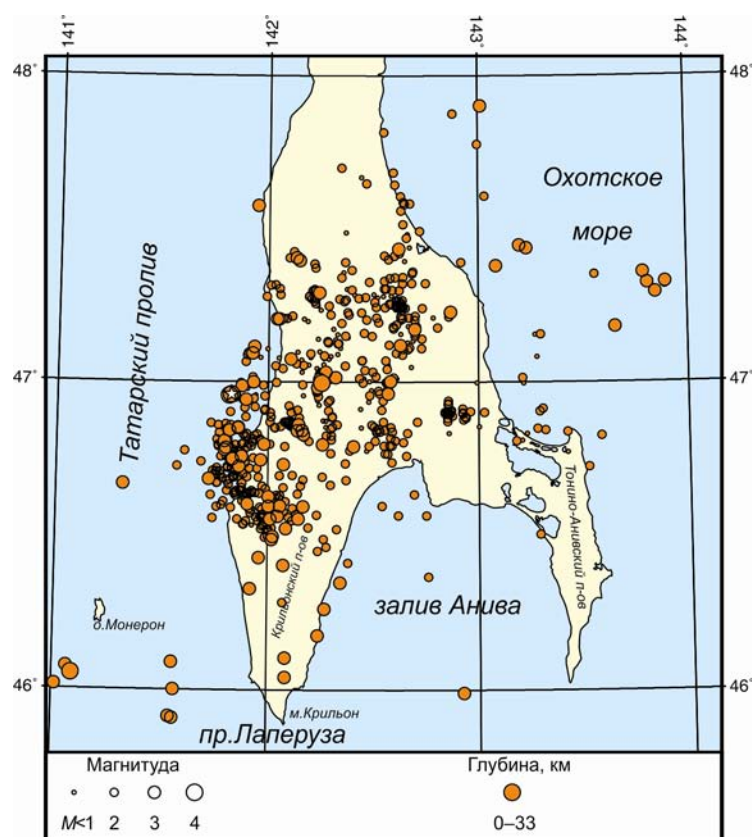 141°
142°
143°
144°
48°
48°
Охотское
море
Татарский пролив
47°
47°
Тонино-Анивский п-ов
Крильонский п-ов
залив Анива
о.Монерон
46°
46°
м.Крильон
пр.Лаперуза
Магнитуда
Глубина, км
M<1 2 3 4
0–33